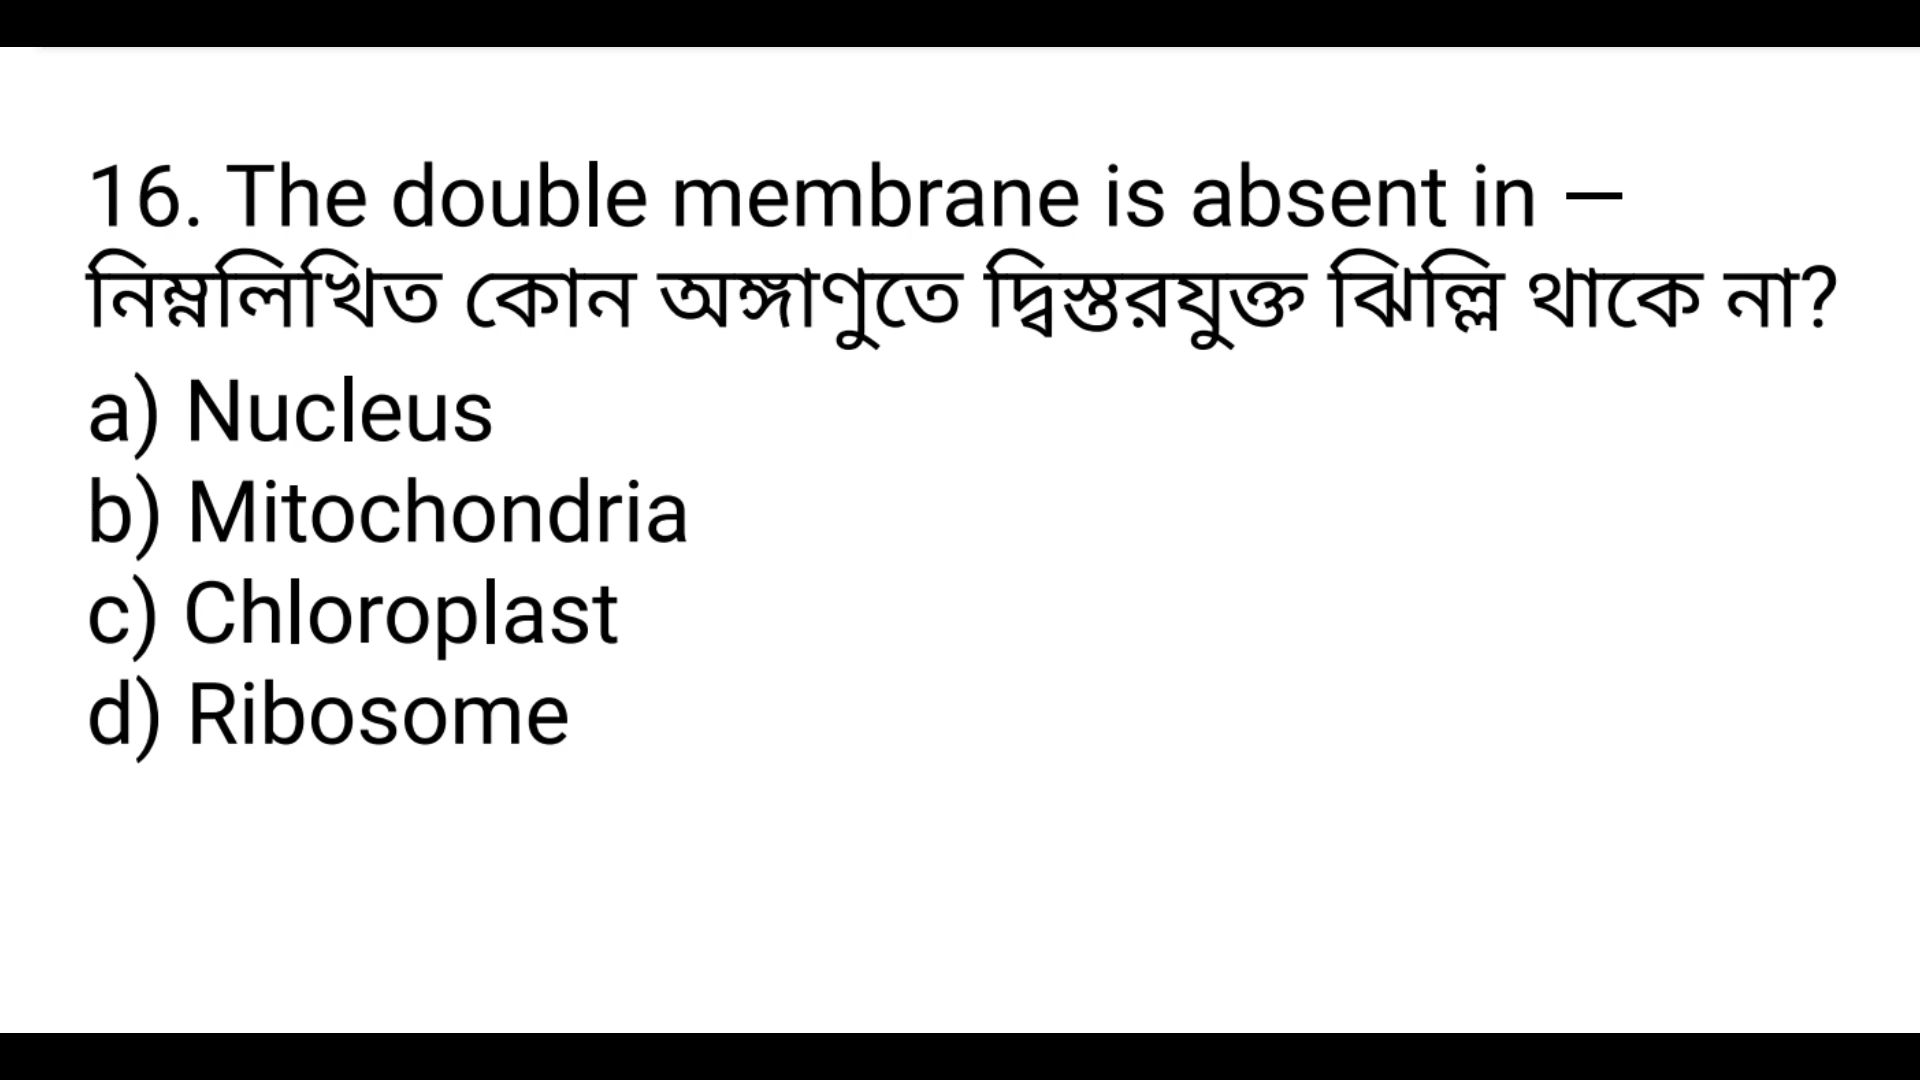 16. The double membrane is absent in —
নিম্নলিখিত কোন অঙ্গাণুতে দ্বিস্তরযুক্ত ঝিল্লি থাকে না?
a) Nucleus
b) Mitochondria
c) Chloroplast
d) Ribosome